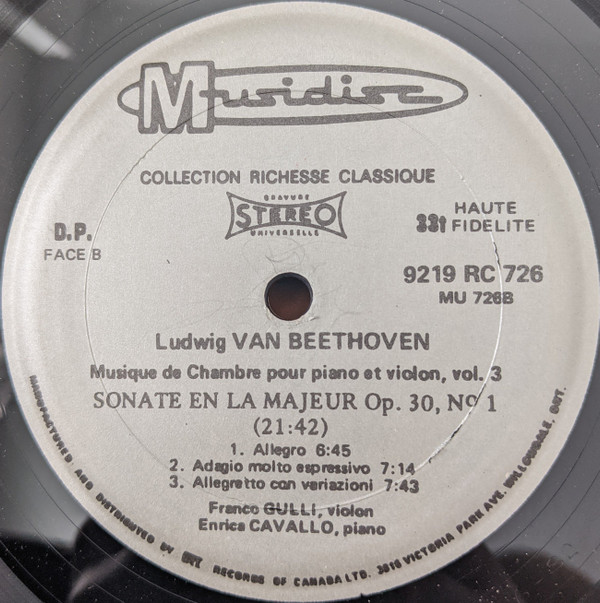 Musidisc
COLLECTION RICHESSE CLASSIQUE
GRAVURE
STEREO
UNIVERSELLE
D.P.
FACE B
33t HAUTE
FIDELITE
9219 RC 726
MU 726B
Ludwig VAN BEETHOVEN
Musique de Chambre pour piano et violon, vol. 3
SONATE EN LA MAJEUR Op. 30, Nº 1
(21:42)
1. Allegro 6:45
2. Adagio molto espressivo 7:14
3. Allegretto con variazioni 7:43
Franco GULLI, violon
Enrica CAVALLO, piano
MANUFACTURED AND DISTRIBUTED BY RECORDS OF CANADA LTD. 3816 VICTORIA PARK AVE. WILLOWDALE, ONT.